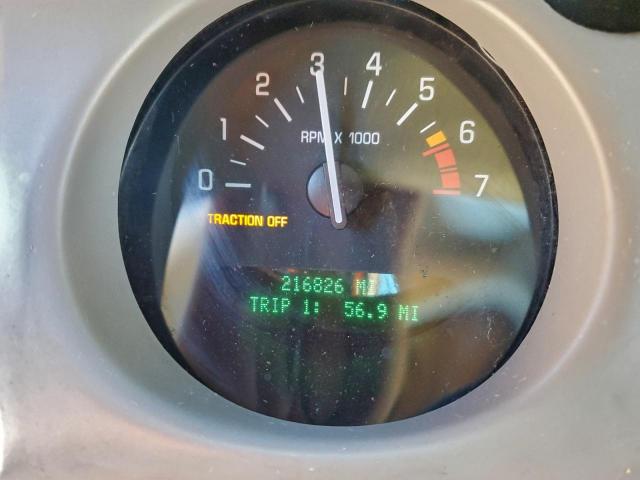 0 1 2 3 4 5 6 7
RPM X 1000
TRACTION OFF
216826 MI
TRIP 1: 56.9 MI